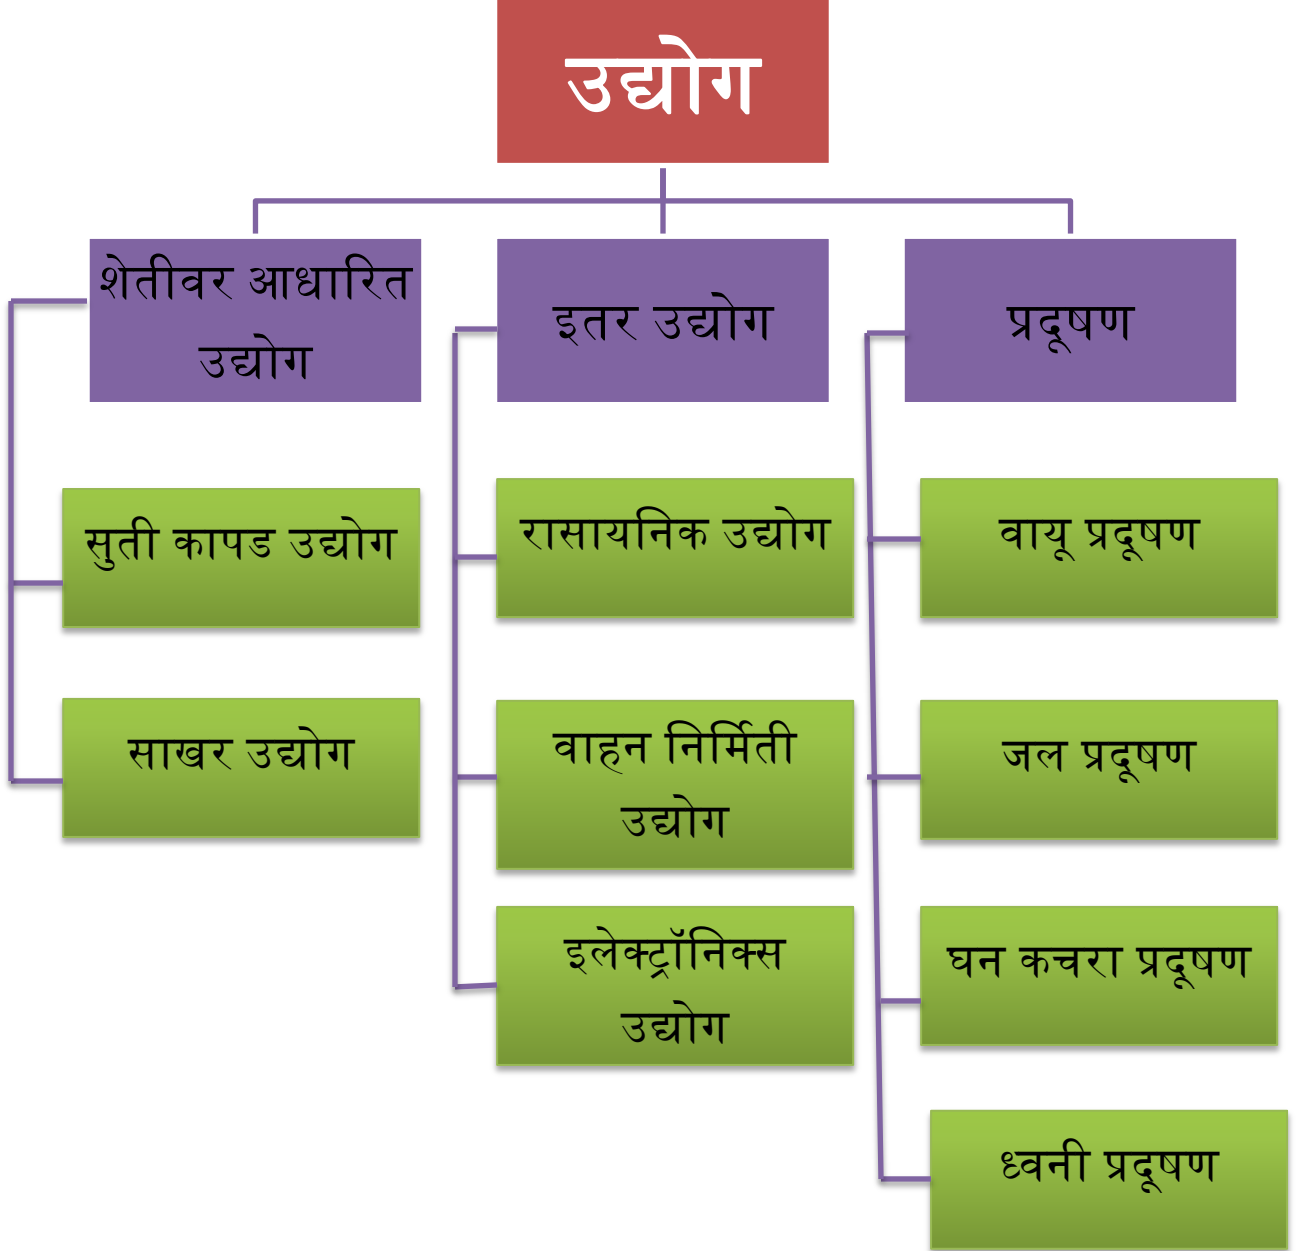 उद्योग
शेतीवर आधारित
उद्योग
इतर उद्योग
प्रदूषण
सुती कापड उद्योग
साखर उद्योग
रासायनिक उद्योग
वाहन निर्मिती
उद्योग
इलेक्ट्रॉनिक्स
उद्योग
वायू प्रदूषण
जल प्रदूषण
घन कचरा प्रदूषण
ध्वनी प्रदूषण